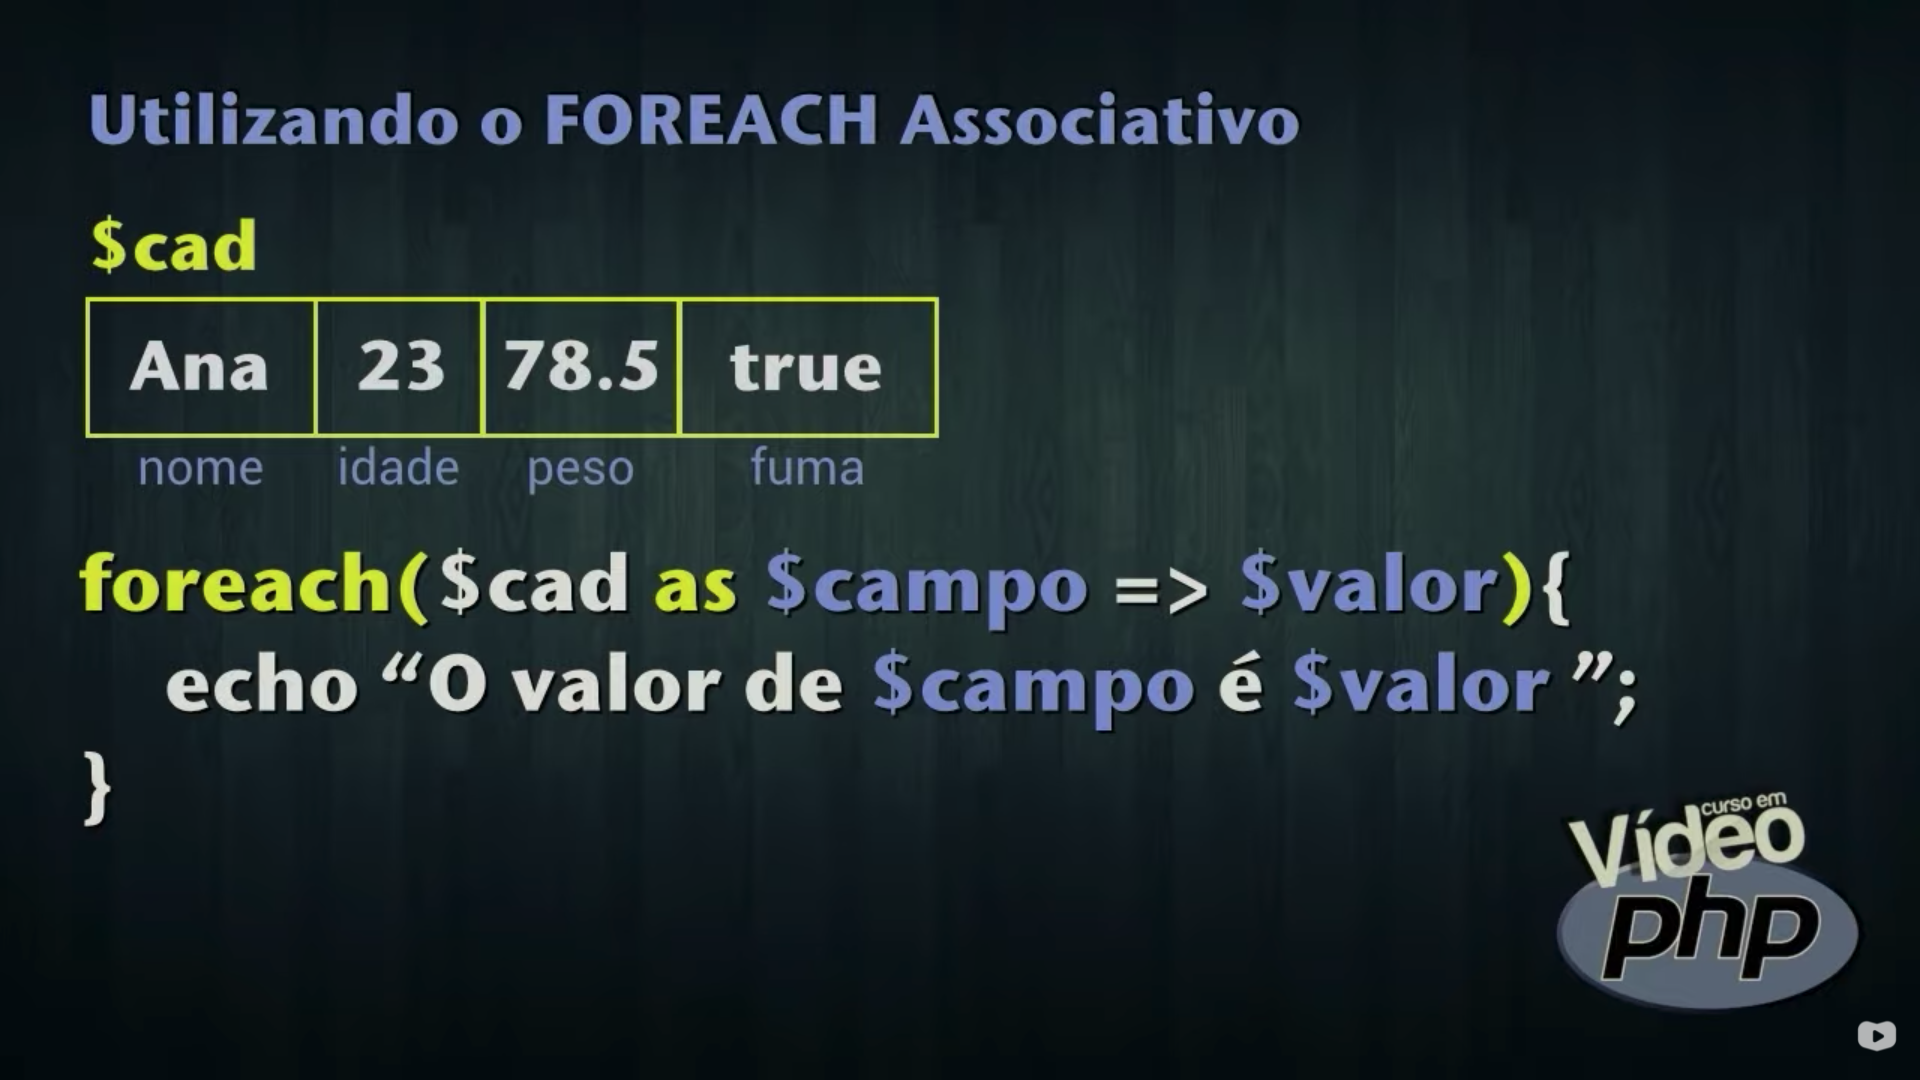 Utilizando o FOREACH Associativo
$cad
Ana 23 78.5 true
nome idade peso fuma
foreach($cad as $campo => $valor){
echo “O valor de $campo é $valor ”;
}
curso em
Vídeo
php